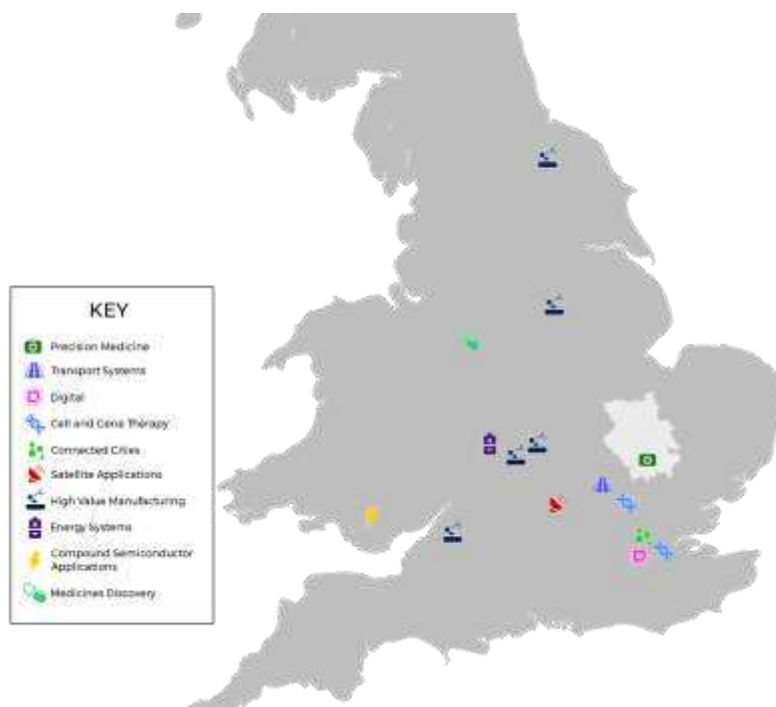 KEY
Precision Medicine
Transport Systems
Digital
Cell and Gene Therapy
Connected Cities
Satellite Applications
High Value Manufacturing
Energy Systems
Compound Semiconductor
Applications
Medicines Discovery